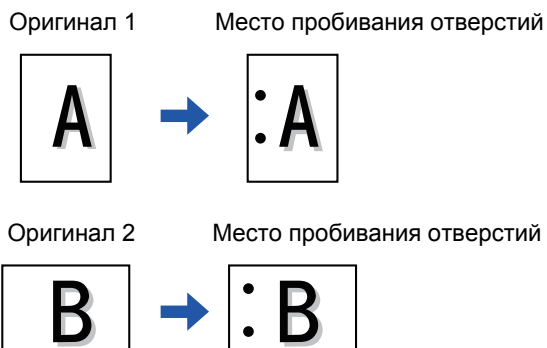 Оригинал 1 Место пробивания отверстий
A A
Оригинал 2 Место пробивания отверстий
B B